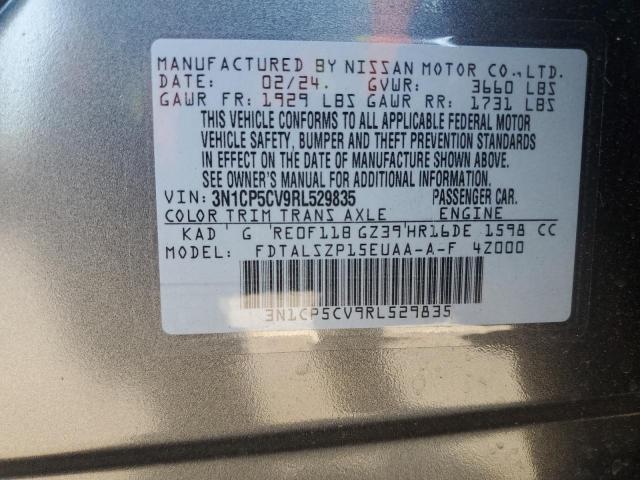 MANUFACTURED BY NISSAN MOTOR CO.,LTD.
DATE: 02/24. GVWR: 3660 LBS
GAWR FR: 1929 LBS GAWR RR: 1731 LBS
THIS VEHICLE CONFORMS TO ALL APPLICABLE FEDERAL MOTOR
VEHICLE SAFETY, BUMPER AND THEFT PREVENTION STANDARDS
IN EFFECT ON THE DATE OF MANUFACTURE SHOWN ABOVE.
SEE OWNER'S MANUAL FOR ADDITIONAL INFORMATION.
VIN: 3N1CP5CV9RL529835 PASSENGER CAR.
COLOR TRIM TRANS AXLE ENGINE
KAD ' G 'RE0F11B GZ39'HR16DE 1598 CC
MODEL: FDTALSZP15EUAA-A-F 4Z000
3N1CP5CV9RL529835